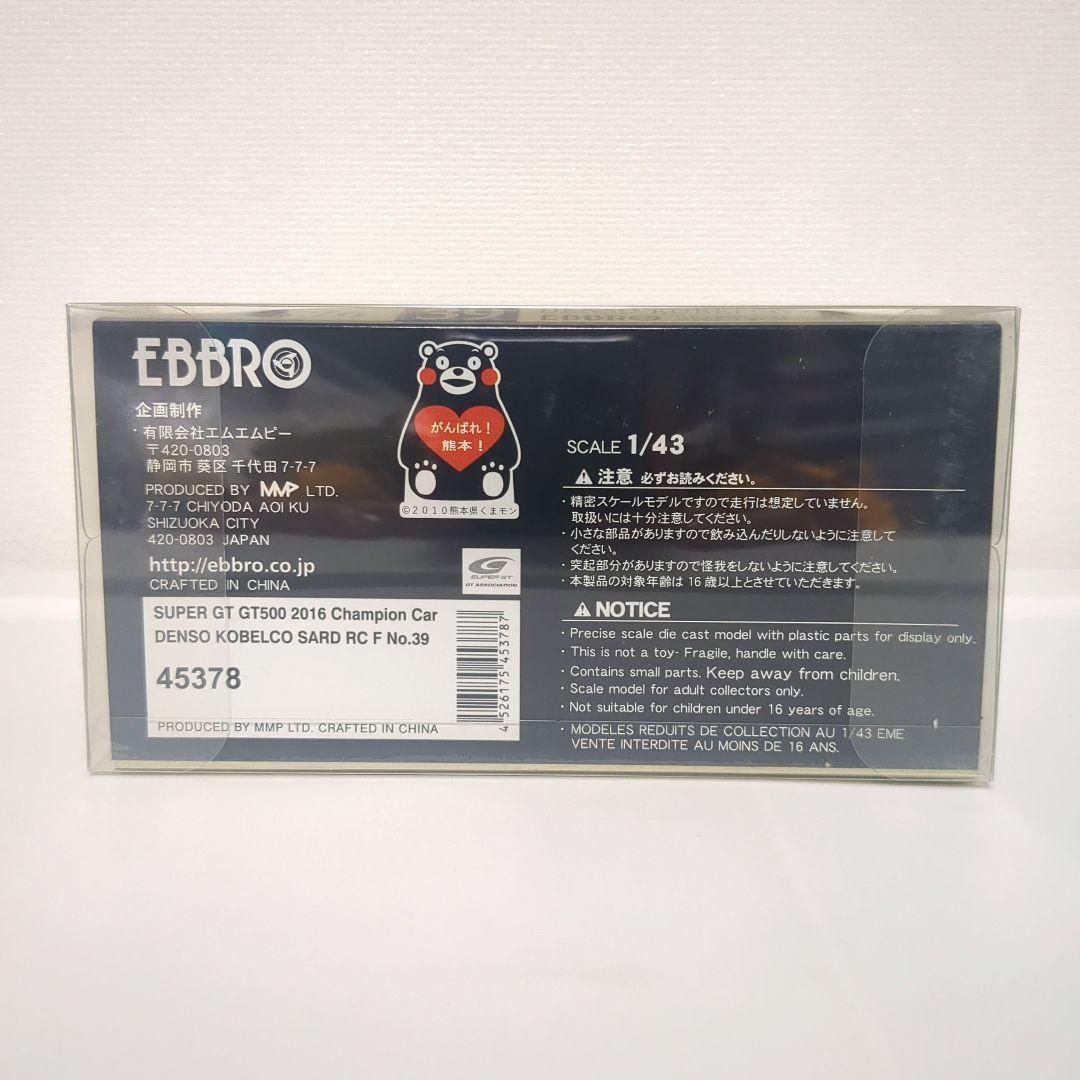 EBBRO
企画制作
・有限会社エムエムピー
〒420-0803
静岡市 葵区 千代田 7-7-7
PRODUCED BY MMP LTD.
7-7-7 CHIYODA AOI KU
SHIZUOKA CITY
420-0803 JAPAN
http://ebbro.co.jp
CRAFTED IN CHINA
がんばれ!
熊本!
©2010熊本県くまモン
SUPER GT
GT ASSOCIATION
SUPER GT GT500 2016 Champion Car
DENSO KOBELCO SARD RC F No.39
45378
4 526175 453787
PRODUCED BY MMP LTD. CRAFTED IN CHINA
SCALE 1/43
注意 必ずお読みください。
・精密スケールモデルですので走行は想定していません。
取扱いには十分注意してください。
・小さな部品がありますので飲み込んだりしないように注意して
ください。
・突起部分がありますので怪我をしないように注意してください。
・本製品の対象年齢は 16 歳以上とさせていただきます。
NOTICE
・Precise scale die cast model with plastic parts for display only.
・This is not a toy- Fragile, handle with care.
・Contains small parts. Keep away from children.
・Scale model for adult collectors only.
・Not suitable for children under 16 years of age.
・MODELES REDUITS DE COLLECTION AU 1/43 EME
VENTE INTERDITE AU MOINS DE 16 ANS.